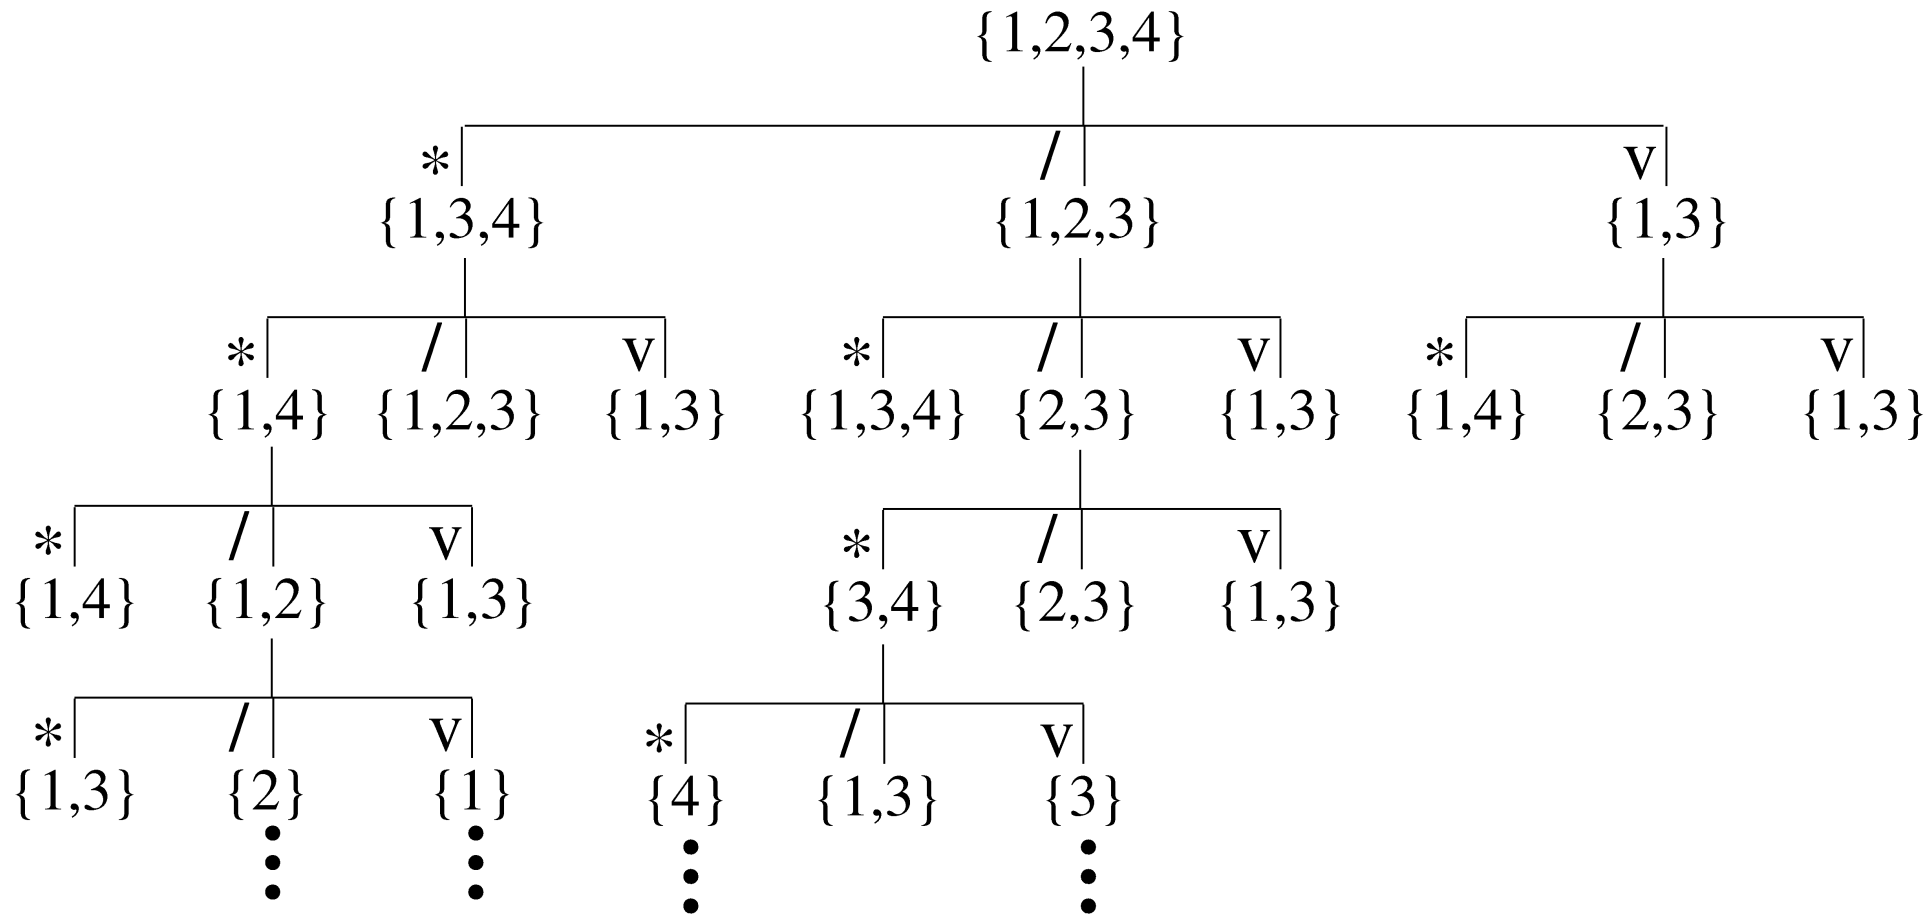 {1,2,3,4}
* / v
{1,3,4} {1,2,3} {1,3}
* / v * / v * / v
{1,4} {1,2,3} {1,3} {1,3,4} {2,3} {1,3} {1,4} {2,3} {1,3}
* / v * / v
{1,4} {1,2} {1,3} {3,4} {2,3} {1,3}
* / v * / v
{1,3} {2} {1} {4} {1,3} {3}